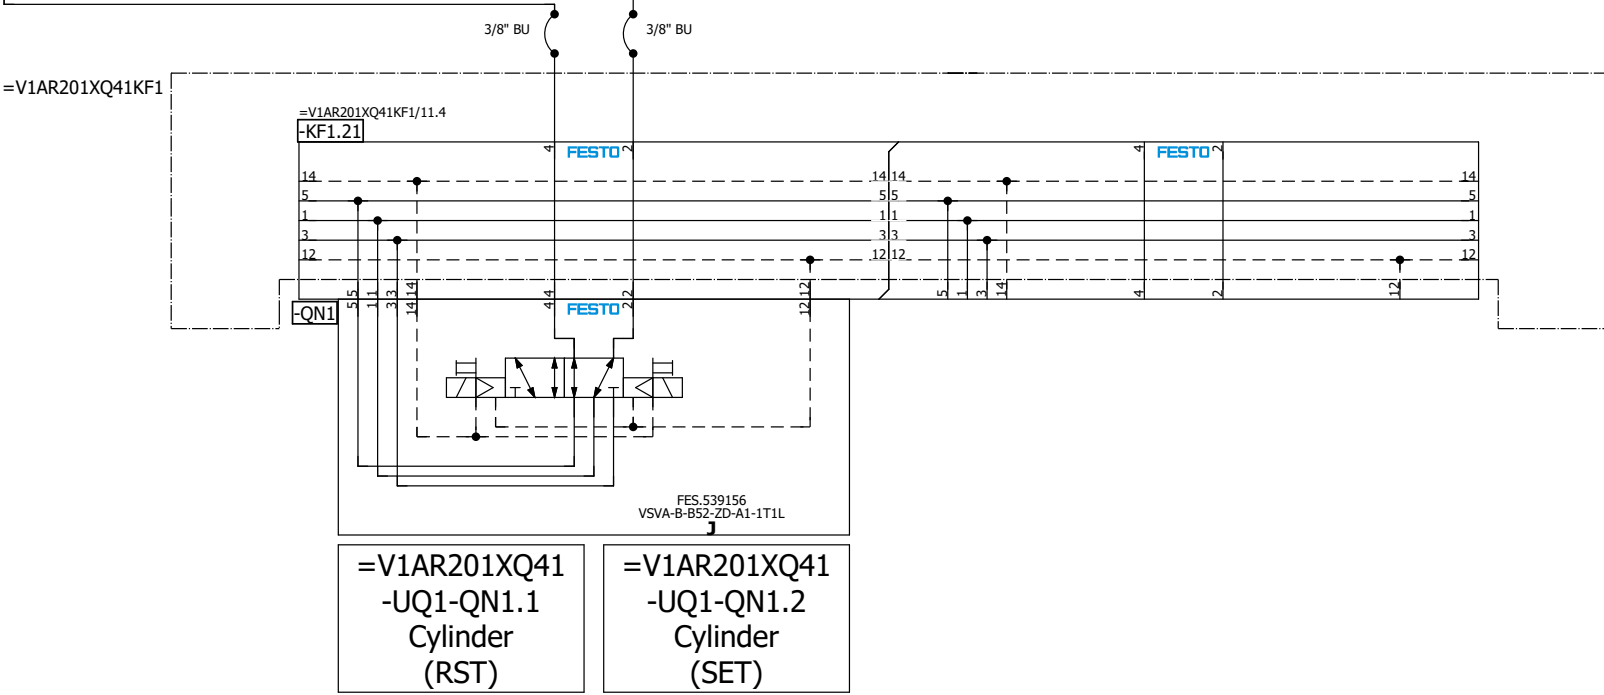 3/8" BU
3/8" BU
=V1AR201XQ41KF1
=V1AR201XQ41KF1/11.4
-KF1.21
4 FESTO 2
4 FESTO 2
14 14 14 14
5 5 5 5
1 1 1 1
3 3 3 3
12 12 12 12
5 1 3 14 4 2 12
5 1 3 14 4 2 12
-QN1
5 1 3 14 4 FESTO 2 12
FES.539156
VSVA-B-B52-ZD-A1-1T1L
J
=V1AR201XQ41
-UQ1-QN1.1
Cylinder
(RST)
=V1AR201XQ41
-UQ1-QN1.2
Cylinder
(SET)